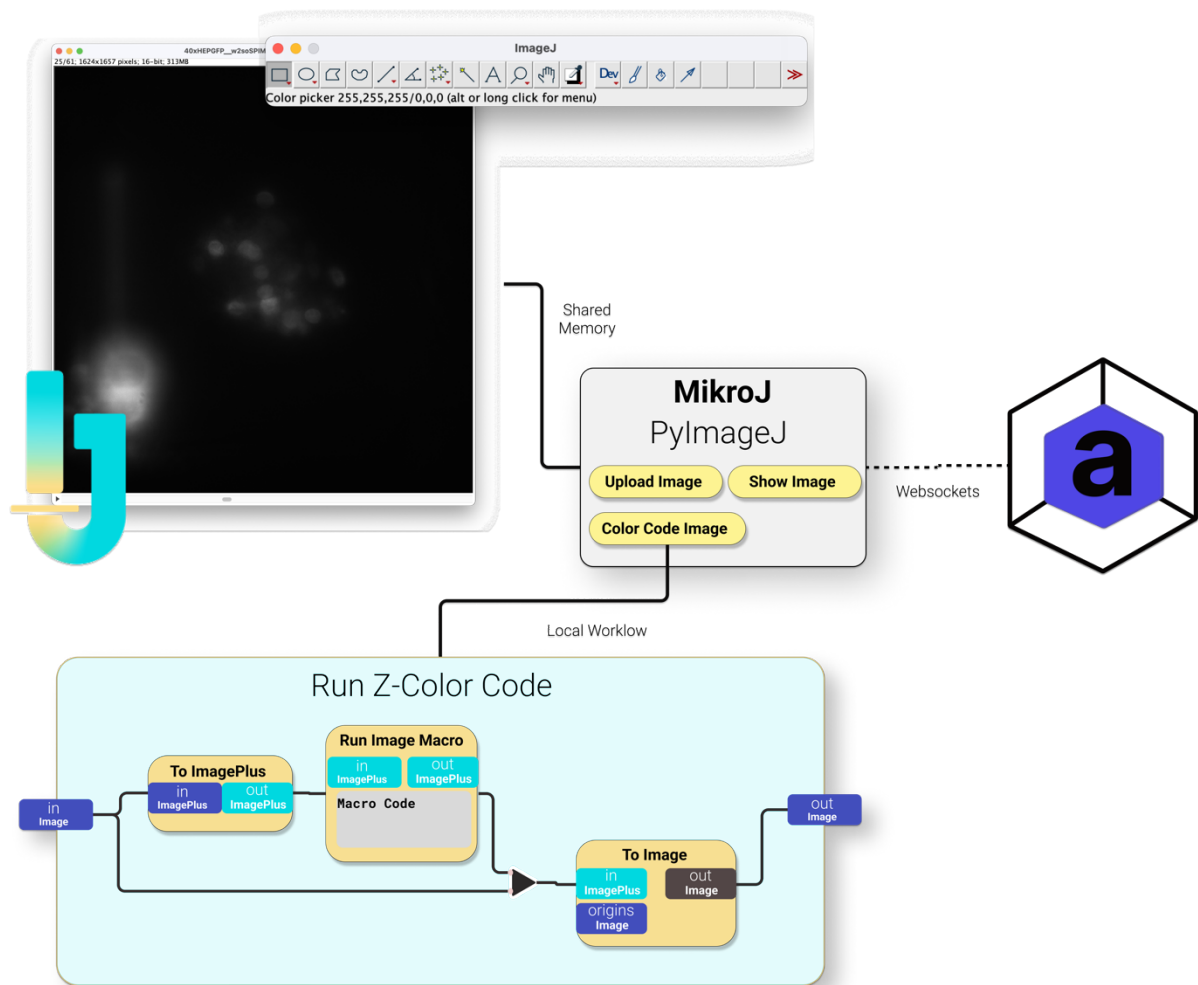 40xHEPGFP__w2soSPIM
25/61; 1624x1657 pixels; 16-bit; 313MB
ImageJ
Dev
Color picker 255,255,255/0,0,0 (alt or long click for menu)
Shared
Memory
MikroJ
PyImageJ
Upload Image
Show Image
Color Code Image
Websockets
a
Local Worklow
Run Z-Color Code
Run Image Macro
in
ImagePlus
out
ImagePlus
Macro Code
To ImagePlus
in
ImagePlus
out
ImagePlus
in
Image
out
Image
To Image
in
ImagePlus
out
Image
origins
Image